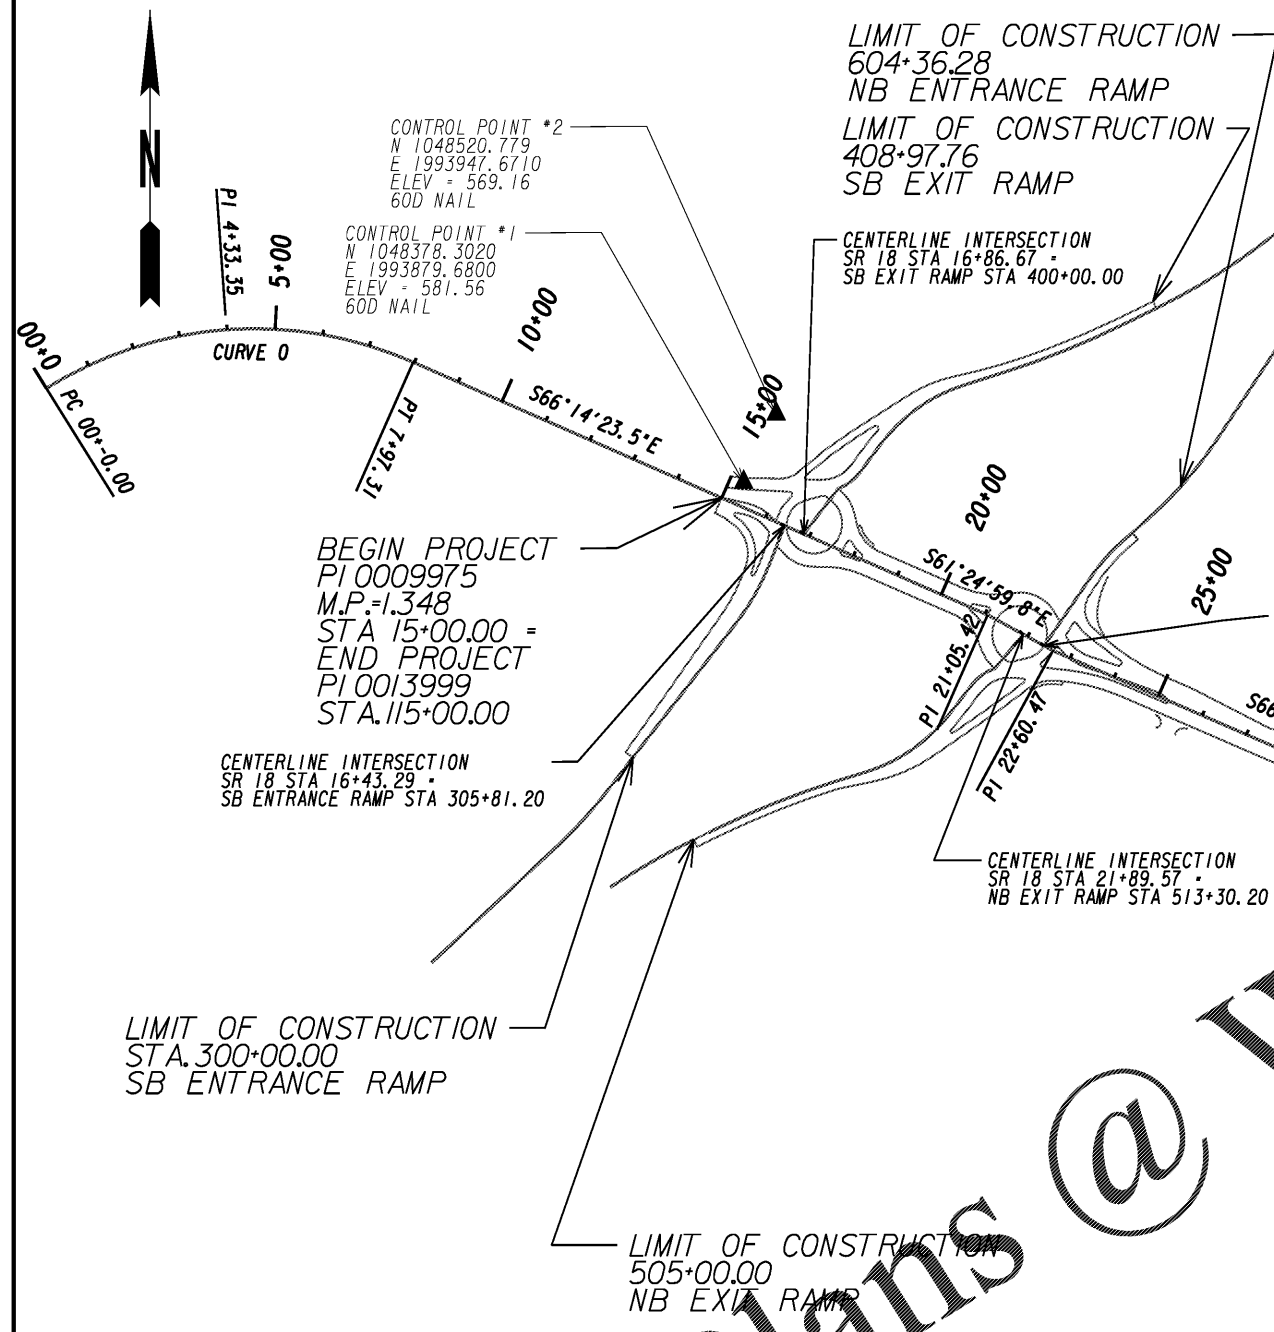 LIMIT OF CONSTRUCTION
604+36.28
NB ENTRANCE RAMP
LIMIT OF CONSTRUCTION
408+97.76
SB EXIT RAMP
CONTROL POINT #2
N 1048520.779
E 1993947.6710
ELEV = 569.16
60D NAIL
CONTROL POINT #1
N 1048378.3020
E 1993879.6800
ELEV = 581.56
60D NAIL
CENTERLINE INTERSECTION
SR 18 STA 16+86.67 =
SB EXIT RAMP STA 400+00.00
N
PI 4+33.35
5+00
0+00
CURVE 0
PC 00+-0.00
PT 7+97.31
10+00
S66°14'23.5"E
15+00
20+00
S61°24'59.8"E
25+00
S66
PI 21+05.42
PI 22+60.47
BEGIN PROJECT
PI 0009975
M.P.=1.348
STA 15+00.00 =
END PROJECT
PI 0013999
STA.115+00.00
CENTERLINE INTERSECTION
SR 18 STA 16+43.29 =
SB ENTRANCE RAMP STA 305+81.20
CENTERLINE INTERSECTION
SR 18 STA 21+89.57 =
NB EXIT RAMP STA 513+30.20
LIMIT OF CONSTRUCTION
STA.300+00.00
SB ENTRANCE RAMP
LIMIT OF CONSTRUCTION
505+00.00
NB EXIT RAMP
lans @